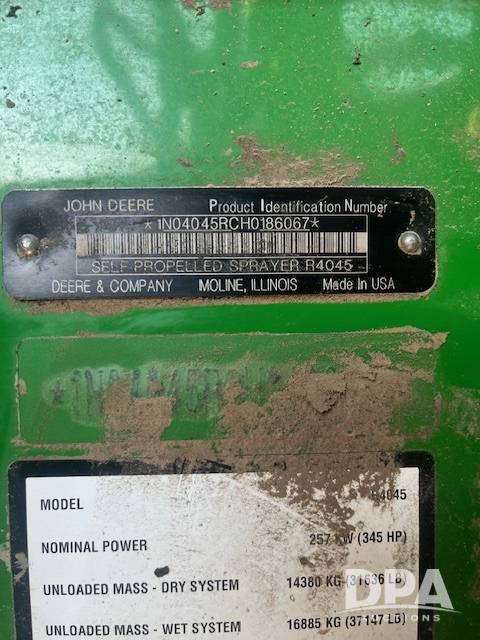 JOHN DEERE Product Identification Number
*1N04045RCH0186067*
SELF PROPELLED SPRAYER R4045
DEERE & COMPANY MOLINE, ILLINOIS Made In USA
MODEL R4045
NOMINAL POWER 257 KW (345 HP)
UNLOADED MASS - DRY SYSTEM 14380 KG (31636 LB)
UNLOADED MASS - WET SYSTEM 16885 KG (37147 LB)
DPA
SOLUTIONS